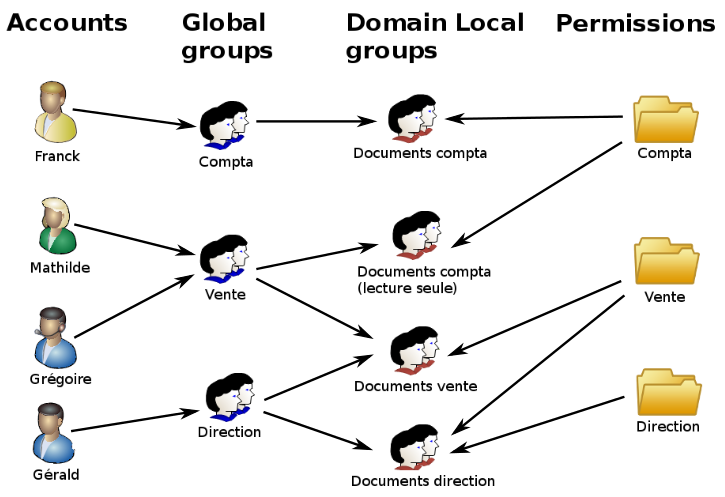 Accounts
Global
groups
Domain Local
groups
Permissions
Franck
Compta
Documents compta
Compta
Mathilde
Vente
Documents compta
(lecture seule)
Vente
Grégoire
Documents vente
Gérald
Direction
Documents direction
Direction